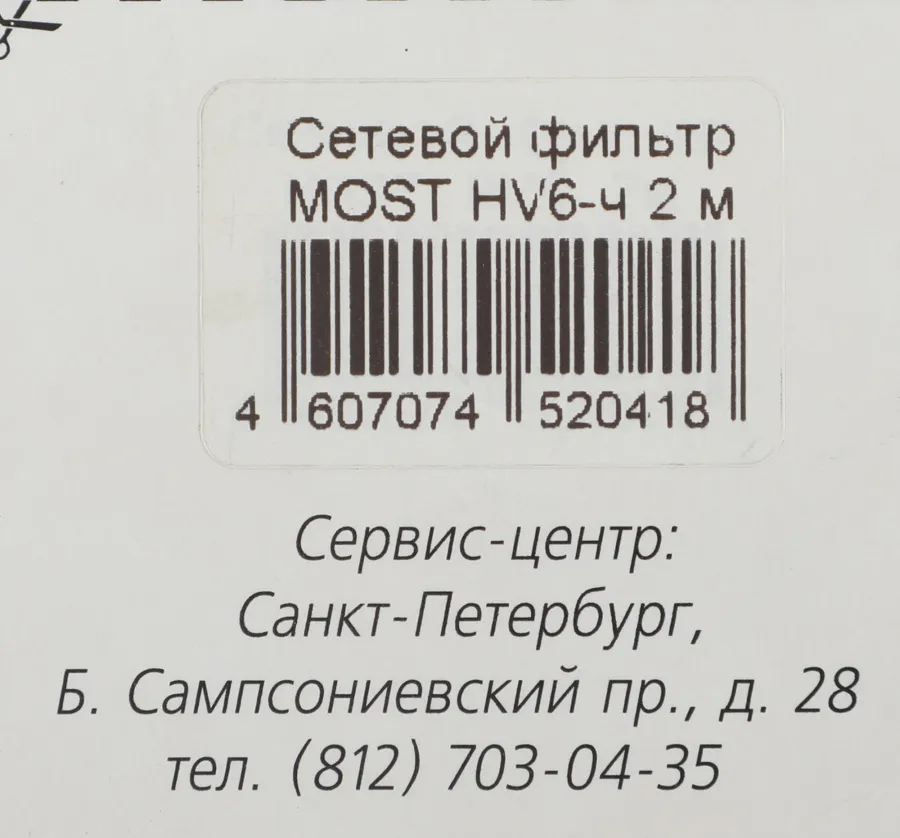 Сетевой фильтр
MOST HV6-ч 2 м
4 607074 520418
Сервис-центр:
Санкт-Петербург,
Б. Сампсониевский пр., д. 28
тел. (812) 703-04-35